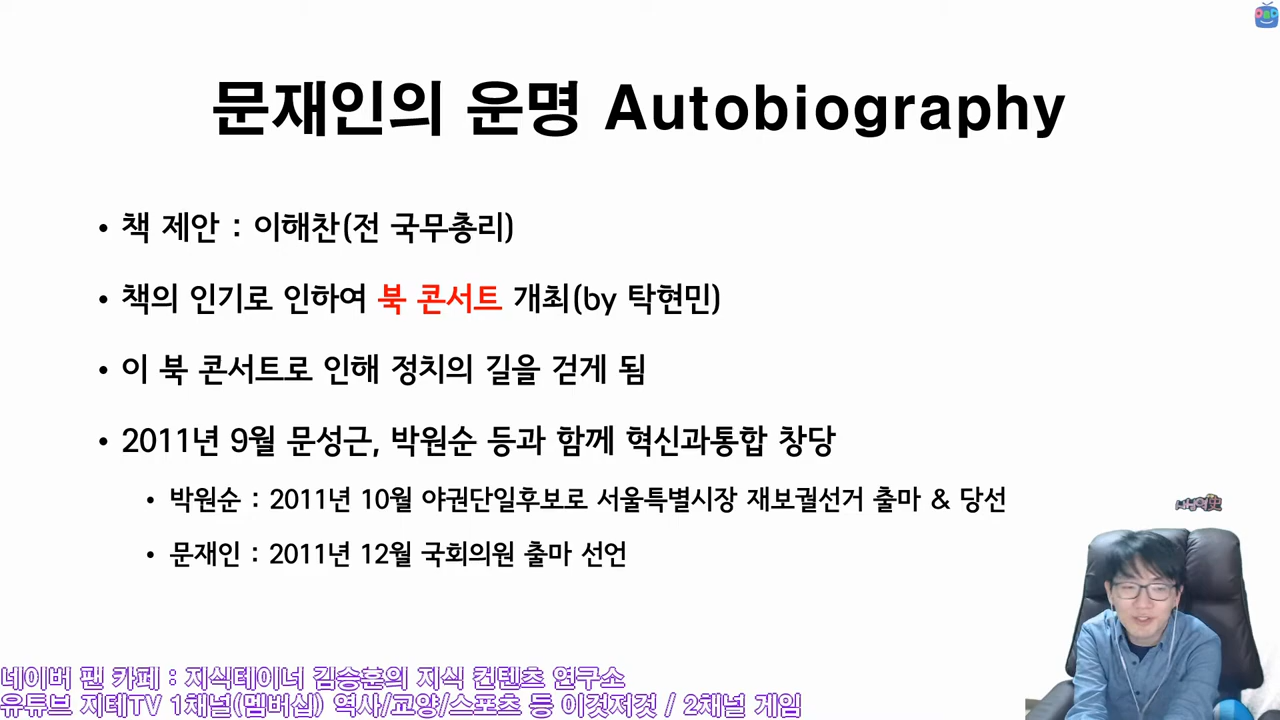 문재인의 운명 Autobiography
• 책 제안 : 이해찬(전 국무총리)
• 책의 인기로 인하여 북 콘서트 개최(by 탁현민)
• 이 북 콘서트로 인해 정치의 길을 걷게 됨
• 2011년 9월 문성근, 박원순 등과 함께 혁신과통합 창당
• 박원순 : 2011년 10월 야권단일후보로 서울특별시장 재보궐선거 출마 & 당선
• 문재인 : 2011년 12월 국회의원 출마 선언
네이버 팬 카페 : 지식테이너 김승훈의 지식 컨텐츠 연구소
유튜브 지테TV 1채널(멤버십) 역사/교양/스포츠 등 이것저것 / 2채널 게임